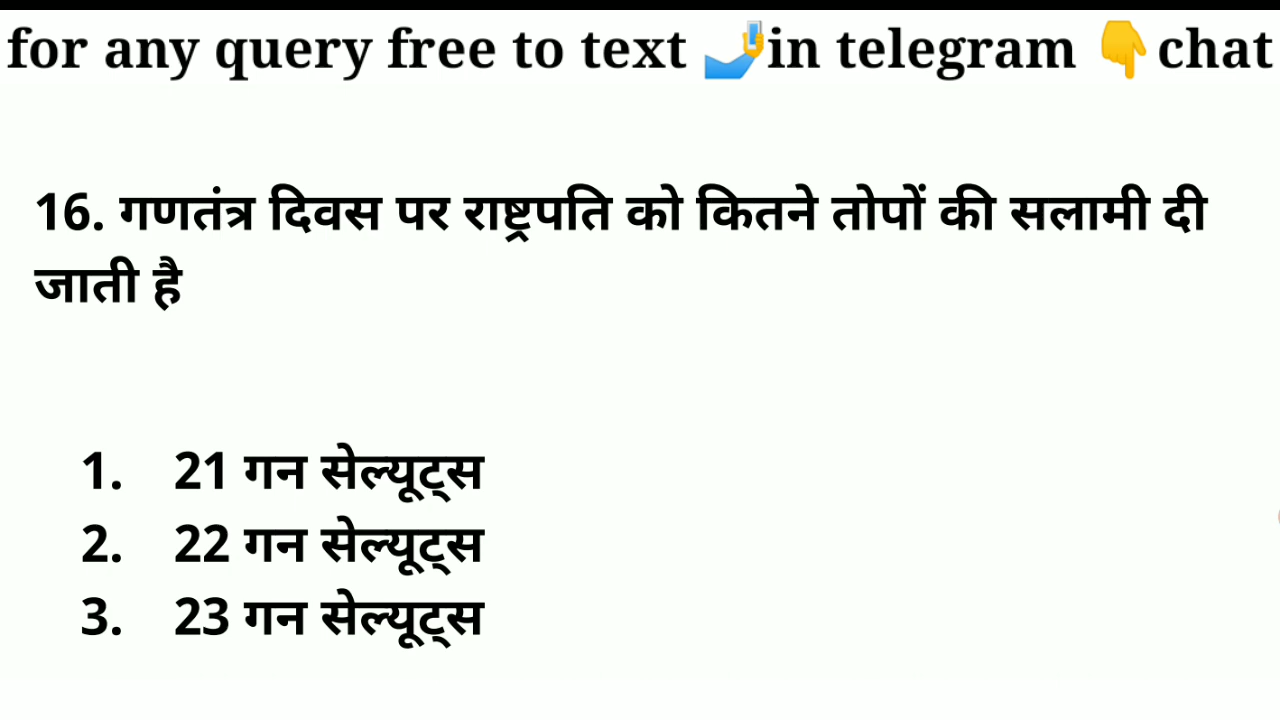 for any query free to text 🤳in telegram 👇chat
16. गणतंत्र दिवस पर राष्ट्रपति को कितने तोपों की सलामी दी
जाती है
1. 21 गन सेल्यूट्स
2. 22 गन सेल्यूट्स
3. 23 गन सेल्यूट्स